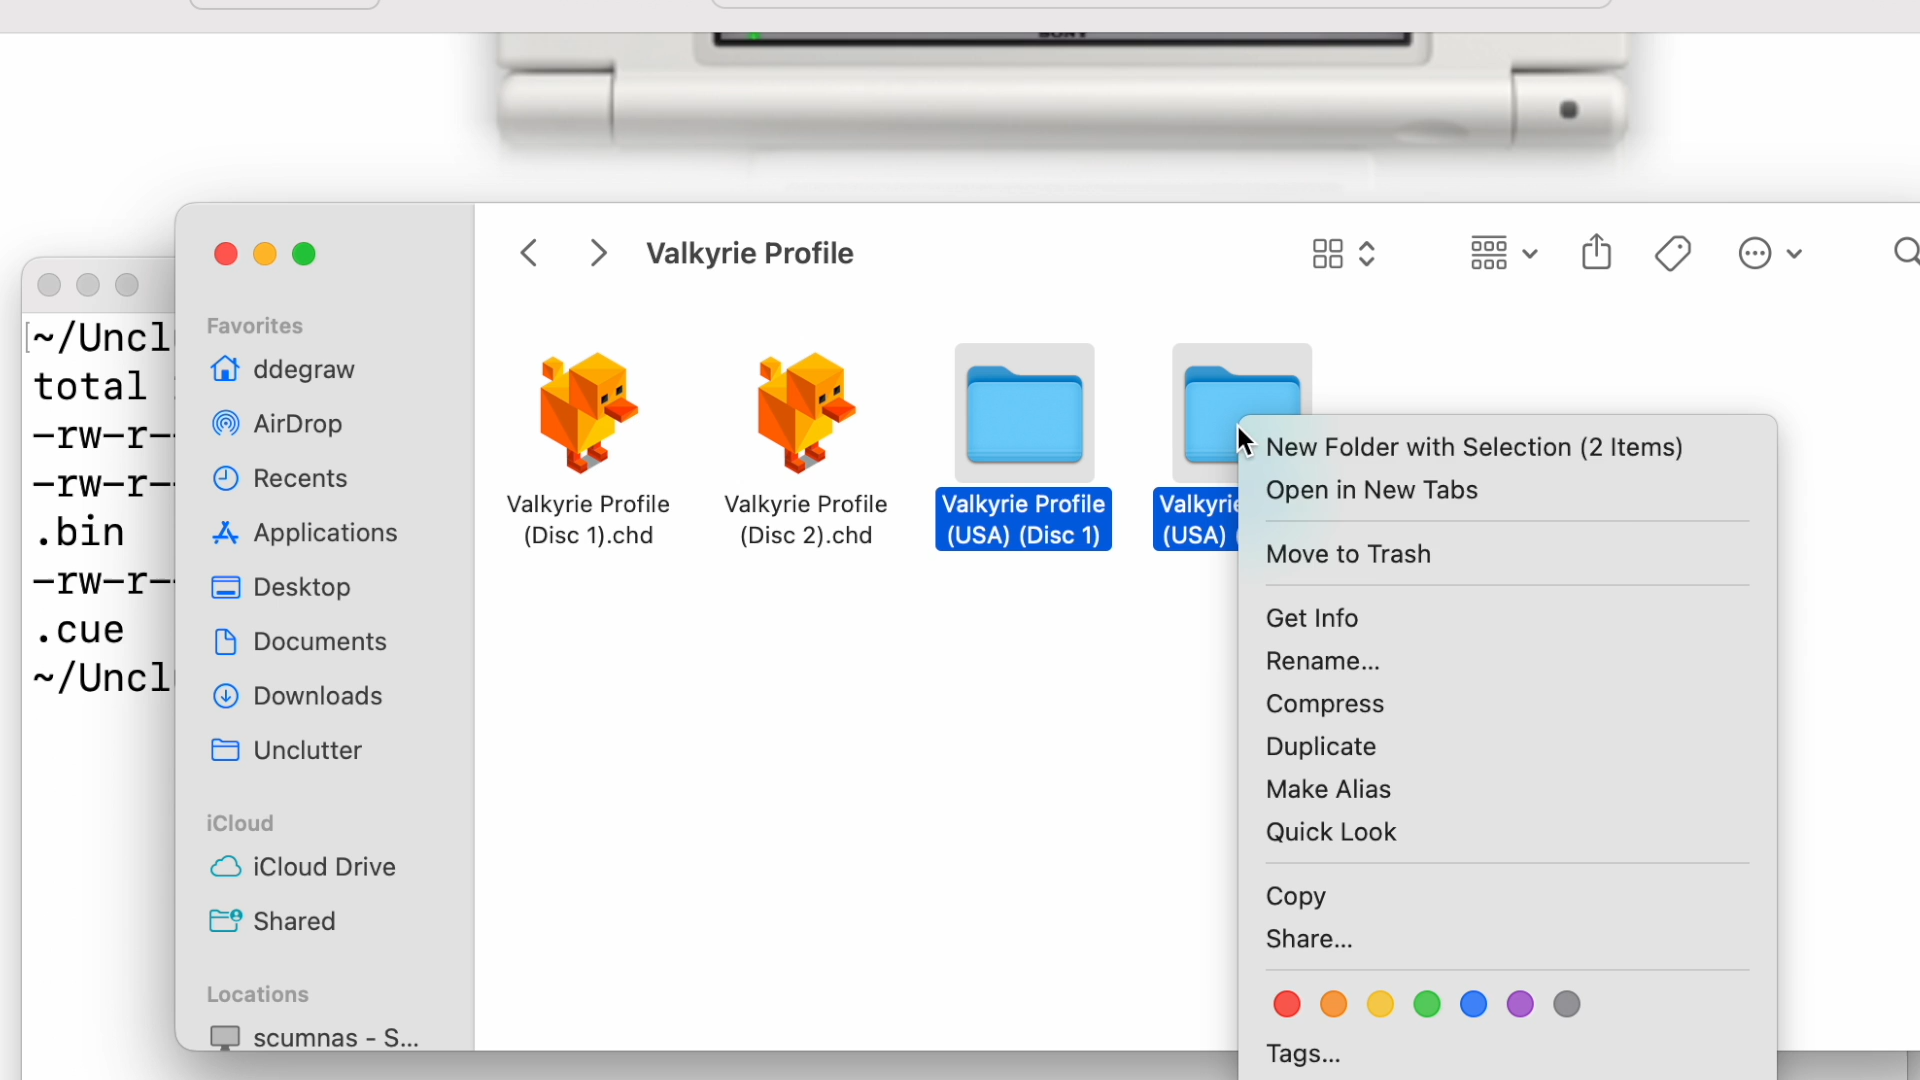 SONY
Valkyrie Profile
~/Uncl
total
-rw-r--
-rw-r--
.bin
-rw-r--
.cue
~/Uncl
Favorites
ddegraw
AirDrop
Recents
Applications
Desktop
Documents
Downloads
Unclutter
iCloud
iCloud Drive
Shared
Locations
scumnas - S...
Valkyrie Profile
(Disc 1).chd
Valkyrie Profile
(Disc 2).chd
Valkyrie Profile
(USA) (Disc 1)
Valkyrie
(USA) (
New Folder with Selection (2 Items)
Open in New Tabs
Move to Trash
Get Info
Rename...
Compress
Duplicate
Make Alias
Quick Look
Copy
Share...
Tags...